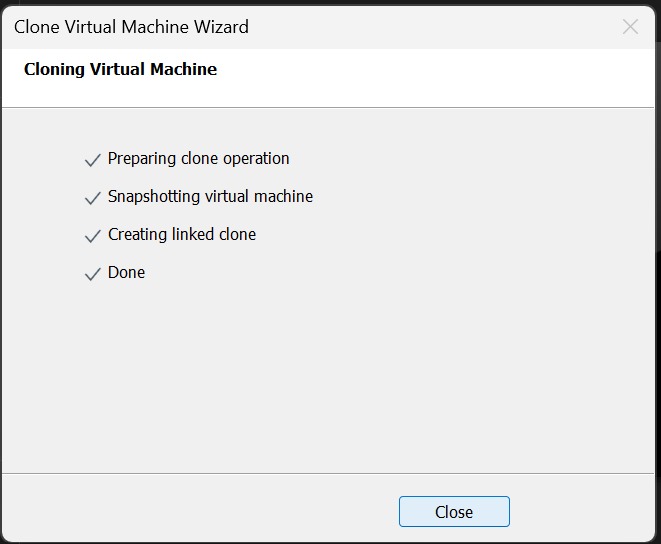 Clone Virtual Machine Wizard
Cloning Virtual Machine
Preparing clone operation
Snapshotting virtual machine
Creating linked clone
Done
Close